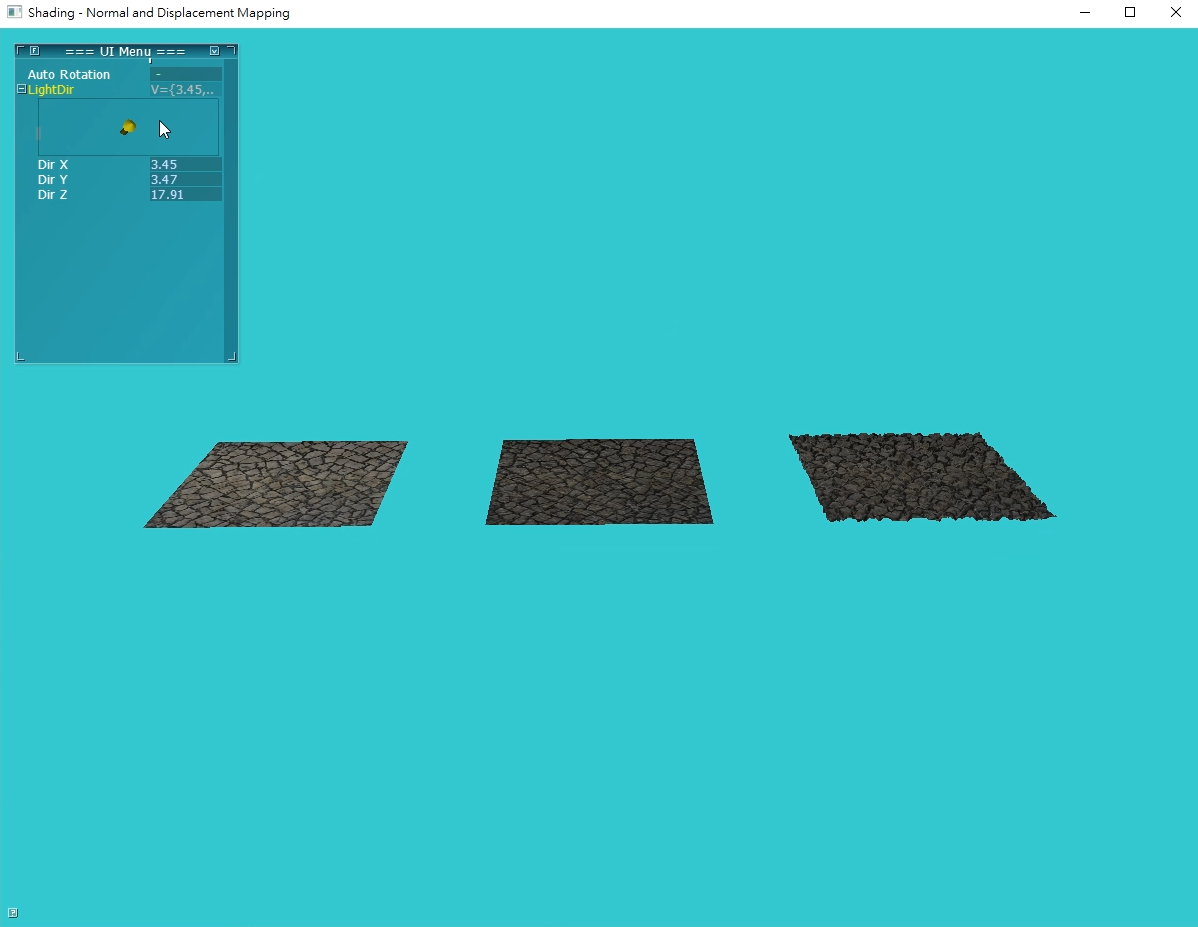 Shading - Normal and Displacement Mapping
=== UI Menu ===
Auto Rotation -
LightDir V={3.45,..
Dir X 3.45
Dir Y 3.47
Dir Z 17.91